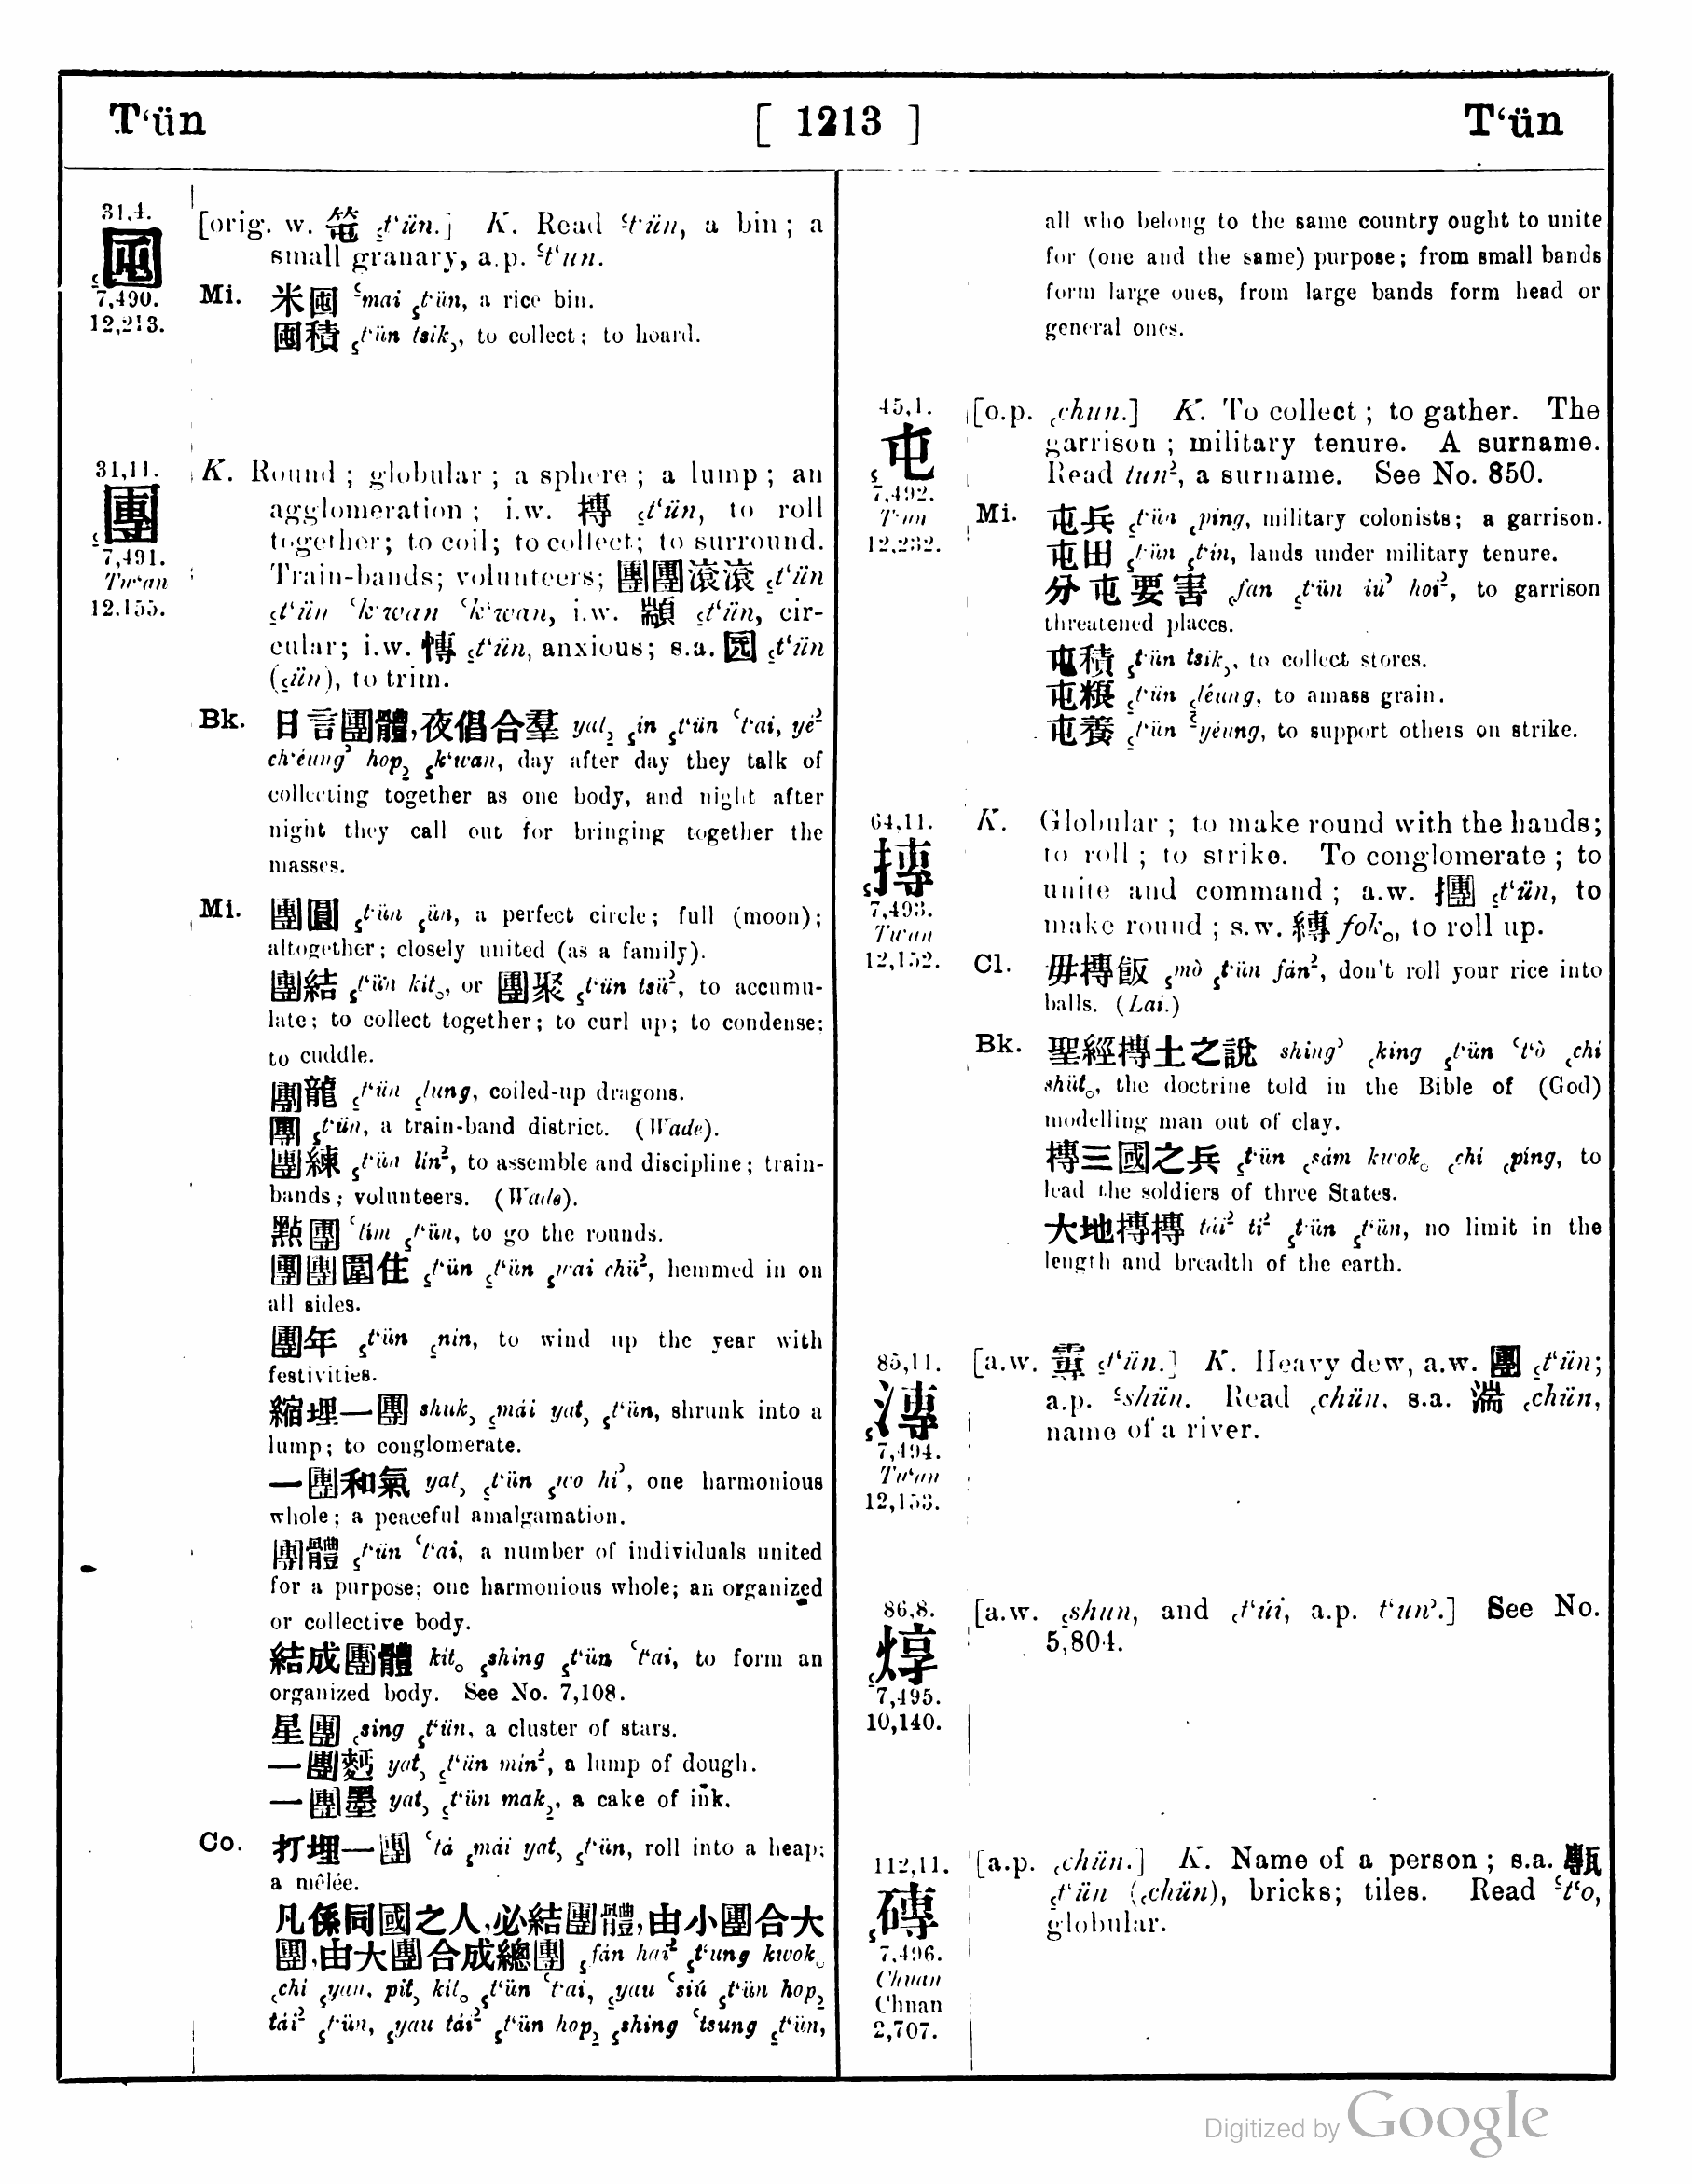 T‘ün [ 1213 ] T‘ün
31,4.
囤
7,490.
12,213.
[orig. w. 笔 ꜁t‘ün.] K. Read ꜂t‘ün, a bin; a
small granary, a.p. ꜃t‘un.
Mi. 米囤 ꜃mai ꜁t‘ün, a rice bin.
囤積 ꜁t‘ün tsik꜆, to collect; to hoard.
31,11.
團
7,491.
Tw‘an
12.155.
K. Round; globular; a sphere; a lump; an
agglomeration; i.w. 摶 ꜁t‘ün, to roll
together; to coil; to collect; to surround.
Train-bands; volunteers; 團團滾滾 ꜁t‘ün
꜁t‘ün ꜂k‘wan ꜂k‘wan, i.w. 顓 ꜁t‘ün, cir-
cular; i.w. 慱 ꜁t‘ün, anxious; s.a. 园 ꜁t‘ün
(꜁ün), to trim.
Bk. 日言團體,夜倡合羣 yat꜇ ꜁in ꜁t‘ün ꜂t‘ai, yé²
ch‘éung꜄ hop꜇ ꜁k‘wan, day after day they talk of
collecting together as one body, and night after
night they call out for bringing together the
masses.
Mi. 團圓 ꜁t‘ün ꜁ün, a perfect circle; full (moon);
altogether; closely united (as a family).
團結 ꜁t‘ün kit。, or 團聚 ꜁t‘ün tsü², to accumu-
late; to collect together; to curl up; to condense;
to cuddle.
團龍 ꜁t‘ün ꜁lung, coiled-up dragons.
團 ꜁t‘ün, a train-band district. (Wade).
團練 ꜁t‘ün lín², to assemble and discipline; train-
bands; volunteers. (Wade).
點團 ꜂tím ꜁t‘ün, to go the rounds.
團團圍住 ꜁t‘ün ꜁t‘ün ꜁wai chü², hemmed in on
all sides.
團年 ꜁t‘ün ꜁nin, to wind up the year with
festivities.
縮埋一團 shuk꜆ ꜁mái yat꜆ ꜁t‘ün, shrunk into a
lump; to conglomerate.
一團和氣 yat꜆ ꜁t‘ün ꜁wo hí꜄, one harmonious
whole; a peaceful amalgamation.
團體 ꜁t‘ün ꜂t‘ai, a number of individuals united
for a purpose; one harmonious whole; an organized
or collective body.
結成團體 kit。 ꜁shing ꜁t‘ün ꜂t‘ai, to form an
organized body. See No. 7,108.
星團 ꜀sing ꜁t‘ün, a cluster of stars.
一團麪 yat꜆ ꜁t‘ün min², a lump of dough.
一團墨 yat꜆ ꜁t‘ün mak꜇, a cake of ink.
Co. 打埋一團 ꜂tá ꜁mái yat꜆ ꜁t‘ün, roll into a heap;
a mêlée.
凡係同國之人,必結團體,由小團合大
團,由大團合成總團 ꜁fán hai² ꜁t‘ung kwok。
꜀chi ꜁yan, pit꜆ kit。 ꜁t‘ün ꜂t‘ai, ꜁yau ꜂siú ꜁t‘ün hop꜇
tái² ꜁t‘ün, ꜁yau tái² ꜁t‘ün hop꜇ ꜁shing ꜂tsung ꜁t‘ün,
all who belong to the same country ought to unite
for (one and the same) purpose; from small bands
form large ones, from large bands form head or
general ones.
45,1.
屯
7,492.
T‘un
12,232.
[o.p. ꜀chun.] K. To collect; to gather. The
garrison; military tenure. A surname.
Read tun², a surname. See No. 850.
Mi. 屯兵 ꜁t‘ün ꜀ping, military colonists; a garrison.
屯田 ꜁t‘ün ꜁t‘ín, lands under military tenure.
分屯要害 ꜀fan ꜁t‘ün iú꜄ hoi², to garrison
threatened places.
屯積 ꜁t‘ün tsik꜆, to collect stores.
屯糧 ꜁t‘ün ꜁léung, to amass grain.
屯養 ꜁t‘ün ꜃yéung, to support others on strike.
64,11.
摶
7,493.
Twan
12,152.
K. Globular; to make round with the hands;
to roll; to strike. To conglomerate; to
unite and command; a.w. 㩛 ꜁t‘ün, to
make round; s.w. 縛 fok。, to roll up.
Cl. 毋摶飯 ꜁mò ꜁t‘ün fán², don't roll your rice into
balls. (Lai.)
Bk. 聖經摶土之說 shing꜄ ꜀king ꜁t‘ün ꜂t‘ò ꜀chi
shüt。, the doctrine told in the Bible of (God)
modelling man out of clay.
摶三國之兵 ꜁t‘ün ꜀sám kwok。 ꜀chi ꜀ping, to
lead the soldiers of three States.
大地摶摶 tái² tí² ꜁t‘ün ꜁t‘ün, no limit in the
length and breadth of the earth.
85,11.
漙
7,494.
Tw‘an
12,153.
[a.w. ꜁t‘ün.] K. Heavy dew, a.w. 團 ꜁t‘ün;
a.p. ꜃shün. Read ꜀chün, s.a. 湍 ꜀chün,
name of a river.
86,8.
焞
7,495.
10,140.
[a.w. ꜁shun, and ꜀t‘úi, a.p. t‘un꜄.] See No.
5,804.
112,11.
磚
7,496.
Chuan
Chuan
2,707.
[a.p. ꜀chün.] K. Name of a person; s.a. 甎
꜁t‘ün (꜀chün), bricks; tiles. Read ꜃t‘o,
globular.
Digitized by Google